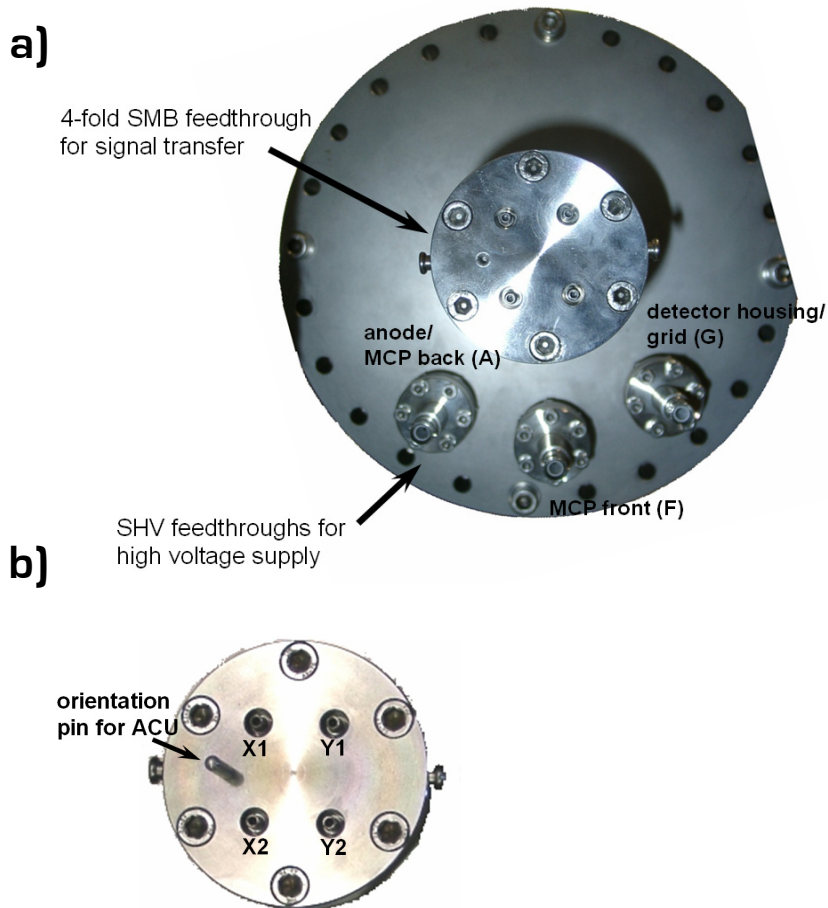 a)
4-fold SMB feedthrough
for signal transfer
detector housing/
grid (G)
anode/
MCP back (A)
MCP front (F)
SHV feedthroughs for
high voltage supply
b)
orientation
pin for ACU
X1
Y1
X2
Y2